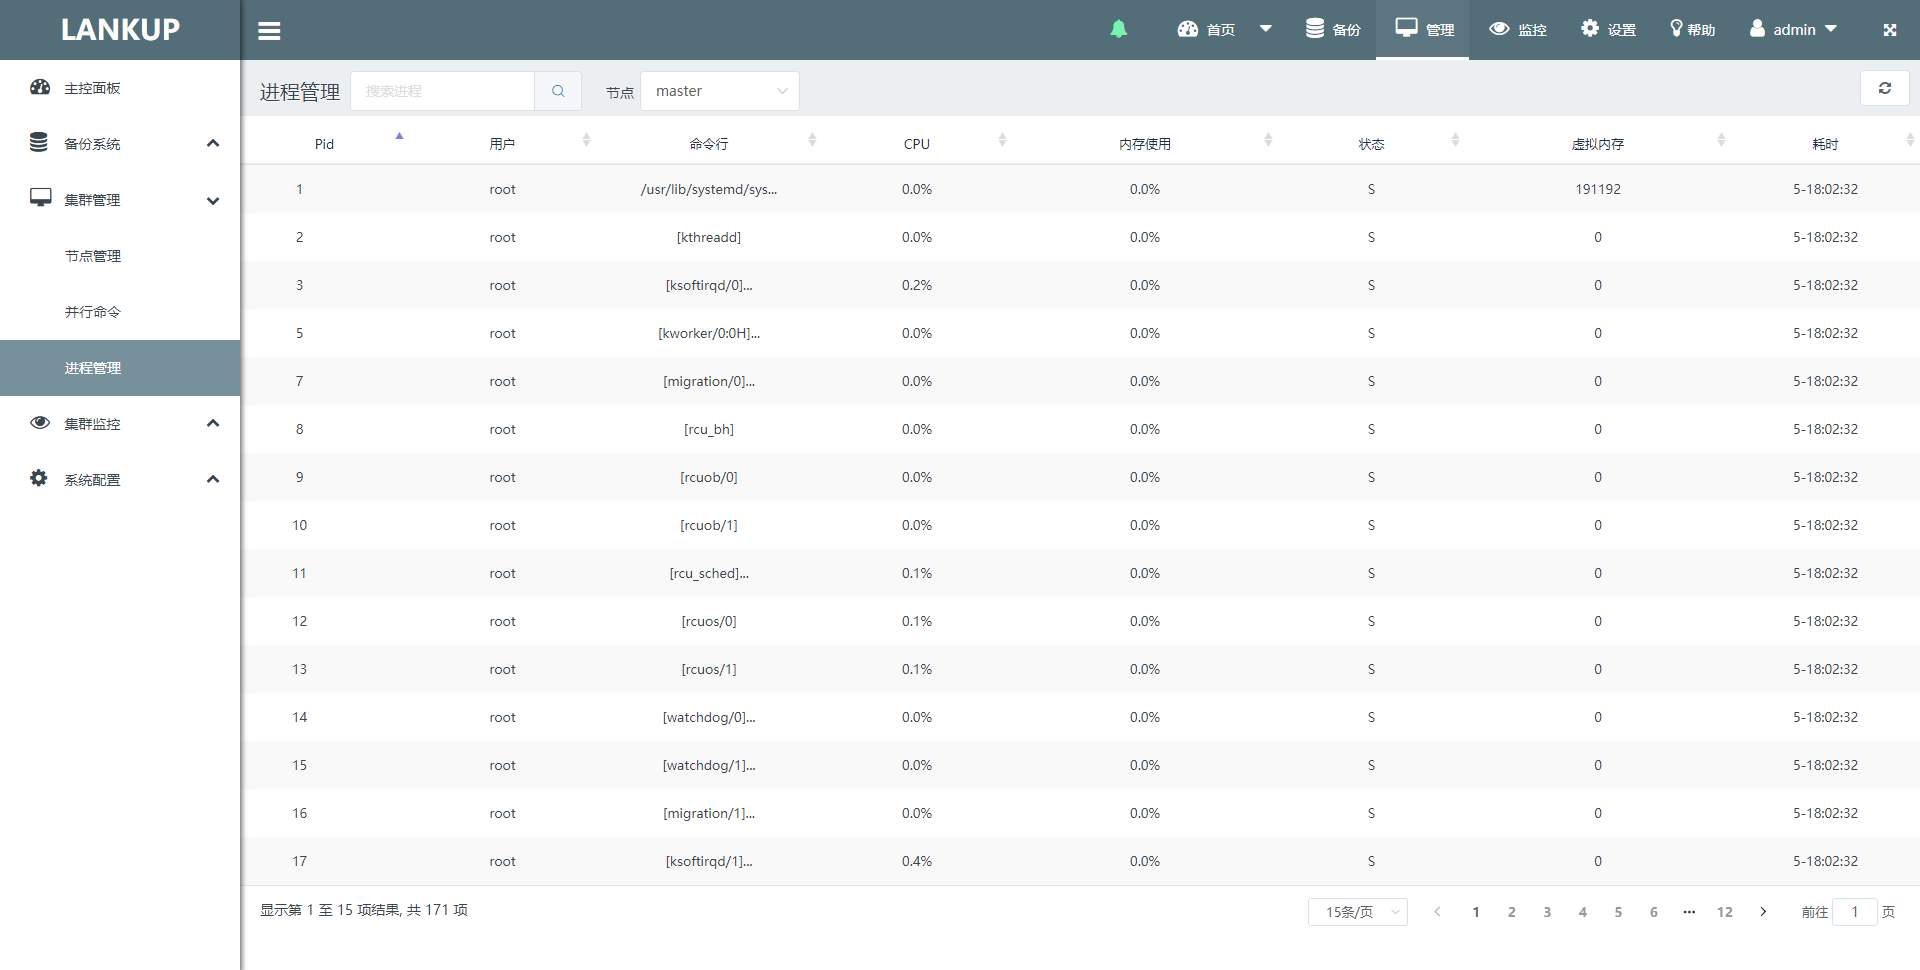 LANKUP
首页 备份 管理 监控 设置 帮助 admin
主控面板
备份系统
集群管理
节点管理
并行命令
进程管理
集群监控
系统配置
进程管理 搜索进程 节点 master
Pid 用户 命令行 CPU 内存使用 状态 虚拟内存 耗时
1 root /usr/lib/systemd/sys... 0.0% 0.0% S 191192 5-18:02:32
2 root [kthreadd] 0.0% 0.0% S 0 5-18:02:32
3 root [ksoftirqd/0]... 0.2% 0.0% S 0 5-18:02:32
5 root [kworker/0:0H]... 0.0% 0.0% S 0 5-18:02:32
7 root [migration/0]... 0.0% 0.0% S 0 5-18:02:32
8 root [rcu_bh] 0.0% 0.0% S 0 5-18:02:32
9 root [rcuob/0] 0.0% 0.0% S 0 5-18:02:32
10 root [rcuob/1] 0.0% 0.0% S 0 5-18:02:32
11 root [rcu_sched]... 0.1% 0.0% S 0 5-18:02:32
12 root [rcuos/0] 0.1% 0.0% S 0 5-18:02:32
13 root [rcuos/1] 0.1% 0.0% S 0 5-18:02:32
14 root [watchdog/0]... 0.0% 0.0% S 0 5-18:02:32
15 root [watchdog/1]... 0.0% 0.0% S 0 5-18:02:32
16 root [migration/1]... 0.0% 0.0% S 0 5-18:02:32
17 root [ksoftirqd/1]... 0.4% 0.0% S 0 5-18:02:32
显示第 1 至 15 项结果, 共 171 项 15条/页 1 2 3 4 5 6 ... 12 前往 1 页